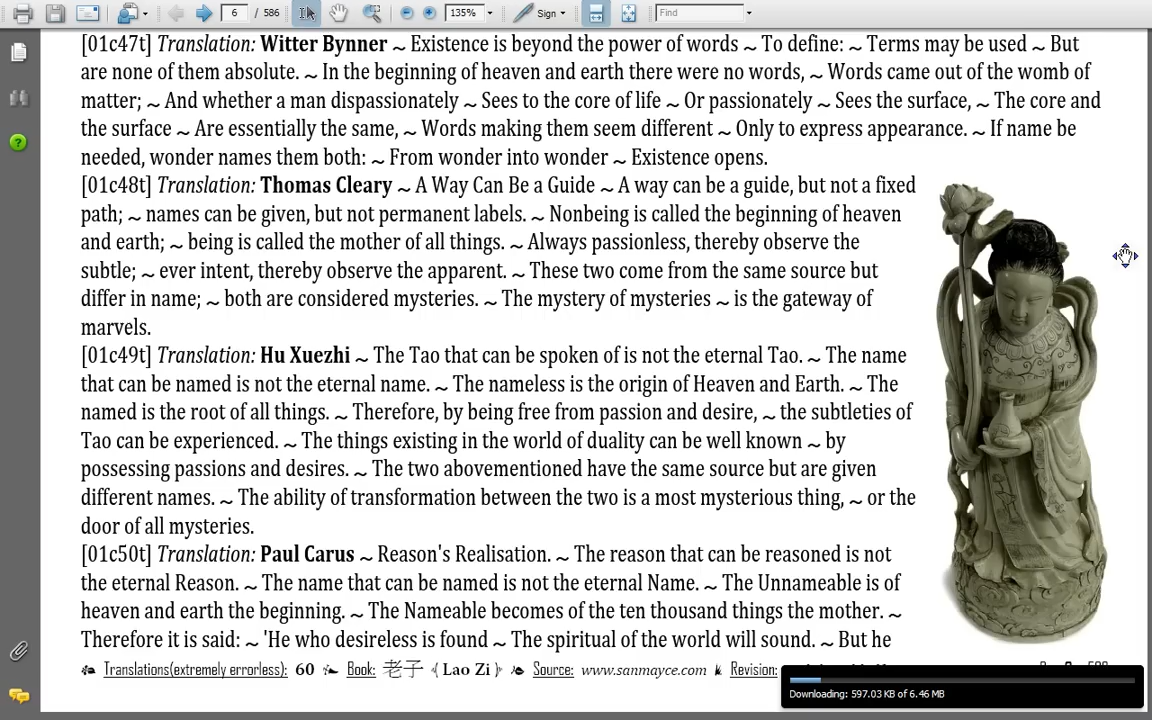 6 / 586 135% Sign Find
[01c47t] Translation: Witter Bynner ~ Existence is beyond the power of words ~ To define: ~ Terms may be used ~ But
are none of them absolute. ~ In the beginning of heaven and earth there were no words, ~ Words came out of the womb of
matter; ~ And whether a man dispassionately ~ Sees to the core of life ~ Or passionately ~ Sees the surface, ~ The core and
the surface ~ Are essentially the same, ~ Words making them seem different ~ Only to express appearance. ~ If name be
needed, wonder names them both: ~ From wonder into wonder ~ Existence opens.
[01c48t] Translation: Thomas Cleary ~ A Way Can Be a Guide ~ A way can be a guide, but not a fixed
path; ~ names can be given, but not permanent labels. ~ Nonbeing is called the beginning of heaven
and earth; ~ being is called the mother of all things. ~ Always passionless, thereby observe the
subtle; ~ ever intent, thereby observe the apparent. ~ These two come from the same source but
differ in name; ~ both are considered mysteries. ~ The mystery of mysteries ~ is the gateway of
marvels.
[01c49t] Translation: Hu Xuezhi ~ The Tao that can be spoken of is not the eternal Tao. ~ The name
that can be named is not the eternal name. ~ The nameless is the origin of Heaven and Earth. ~ The
named is the root of all things. ~ Therefore, by being free from passion and desire, ~ the subtleties of
Tao can be experienced. ~ The things existing in the world of duality can be well known ~ by
possessing passions and desires. ~ The two abovementioned have the same source but are given
different names. ~ The ability of transformation between the two is a most mysterious thing, ~ or the
door of all mysteries.
[01c50t] Translation: Paul Carus ~ Reason's Realisation. ~ The reason that can be reasoned is not
the eternal Reason. ~ The name that can be named is not the eternal Name. ~ The Unnameable is of
heaven and earth the beginning. ~ The Nameable becomes of the ten thousand things the mother. ~
Therefore it is said: ~ 'He who desireless is found ~ The spiritual of the world will sound. ~ But he
Translations(extremely errorless): 60 Book: 老子 (Lao Zi) Source: www.sanmayce.com Revision:
Downloading: 597.03 KB of 6.46 MB